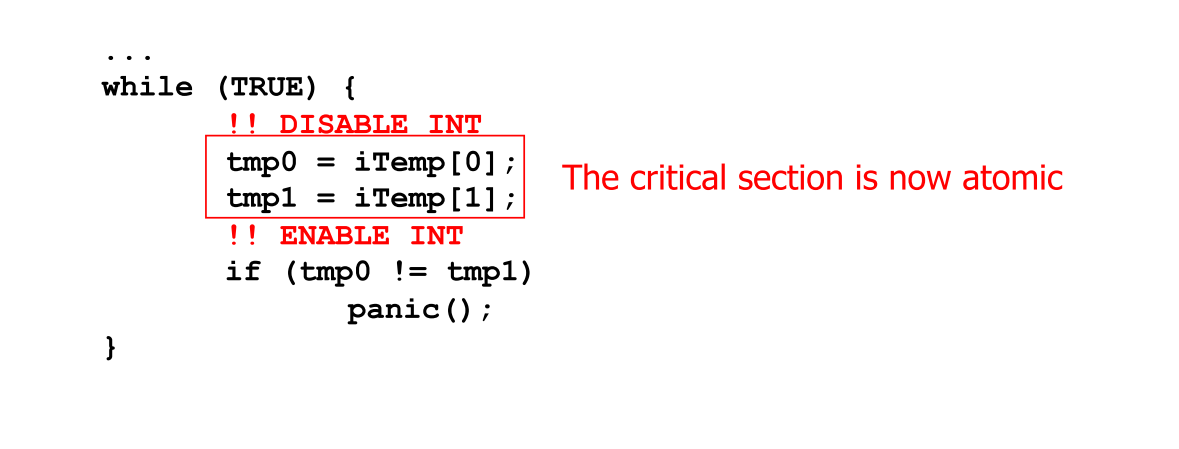 ...
while (TRUE) {
!! DISABLE INT
tmp0 = iTemp[0];
tmp1 = iTemp[1];
The critical section is now atomic
!! ENABLE INT
if (tmp0 != tmp1)
panic();
}